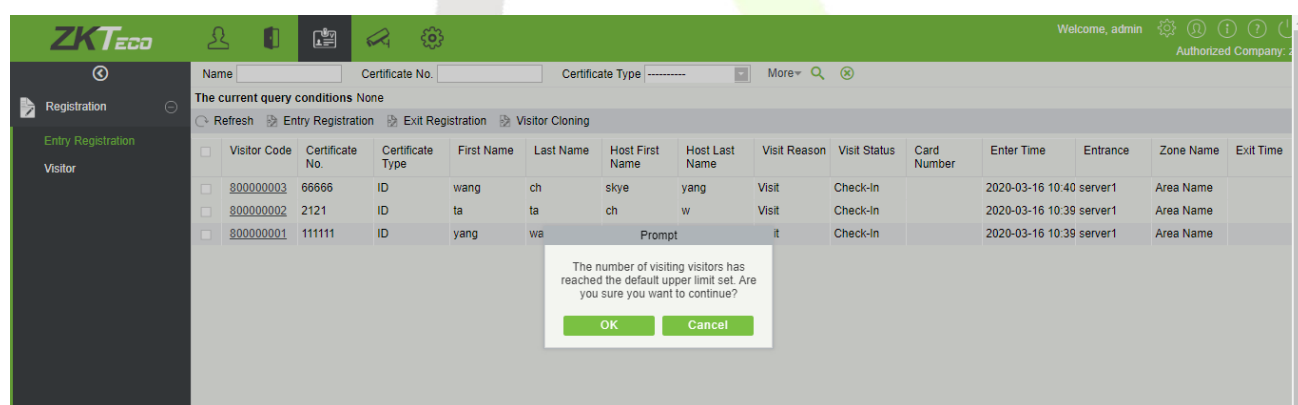 ZKTECO
Welcome, admin
Authorized Company:
Name Certificate No. Certificate Type ---------- More
The current query conditions None
Refresh Entry Registration Exit Registration Visitor Cloning
Registration
Entry Registration
Visitor
Visitor Code Certificate No. Certificate Type First Name Last Name Host First Name Host Last Name Visit Reason Visit Status Card Number Enter Time Entrance Zone Name Exit Time
800000003 66666 ID wang ch skye yang Visit Check-In 2020-03-16 10:40 server1 Area Name
800000002 2121 ID ta ta ch w Visit Check-In 2020-03-16 10:39 server1 Area Name
800000001 111111 ID yang wa it Check-In 2020-03-16 10:39 server1 Area Name
Prompt
The number of visiting visitors has
reached the default upper limit set. Are
you sure you want to continue?
OK Cancel